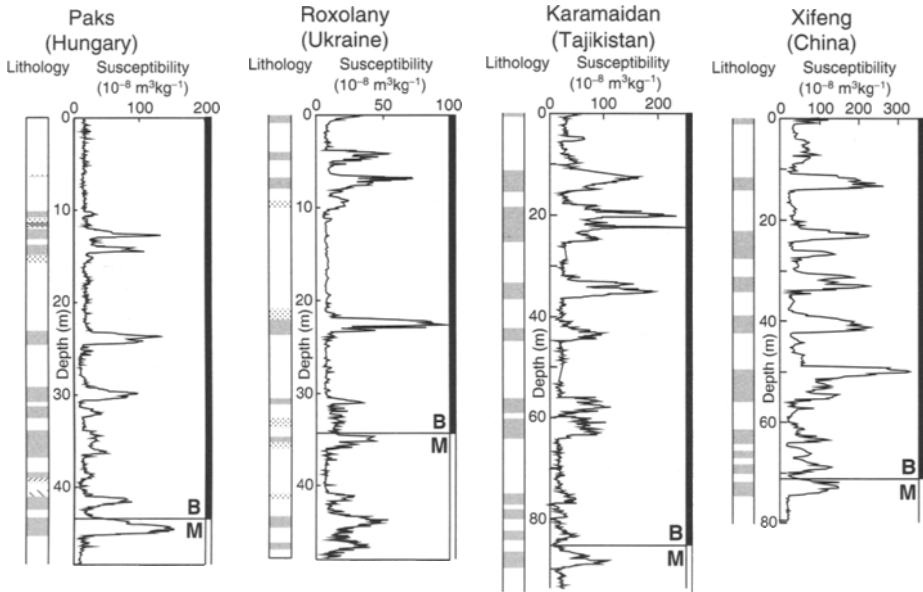 Paks
(Hungary)
Lithology Susceptibility
(10⁻⁸ m³kg⁻¹)
0 100 200
0
10
20
30
40
Depth (m)
B
M
Roxolany
(Ukraine)
Lithology Susceptibility
(10⁻⁸ m³kg⁻¹)
0 50 100
0
10
20
30
40
Depth (m)
B
M
Karamaidan
(Tajikistan)
Lithology Susceptibility
(10⁻⁸ m³kg⁻¹)
0 100 200
0
20
40
60
80
Depth (m)
B
M
Xifeng
(China)
Lithology Susceptibility
(10⁻⁸ m³kg⁻¹)
0 100 200 300
0
20
40
60
80
Depth (m)
B
M